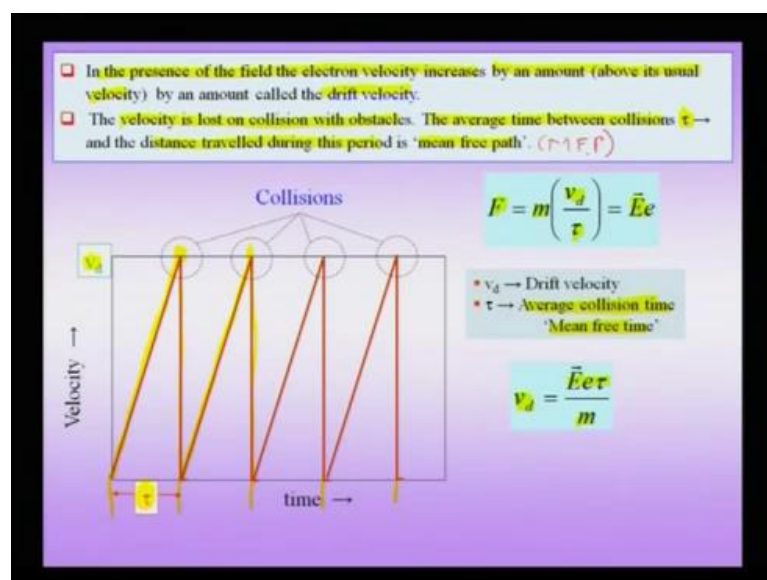 In the presence of the field the electron velocity increases by an amount (above its usual
velocity) by an amount called the drift velocity.
The velocity is lost on collision with obstacles. The average time between collisions τ →
and the distance travelled during this period is ‘mean free path’. (M F P)
Collisions
F = m(v_d/τ) = E⃗e
v_d
v_d → Drift velocity
τ → Average collision time
‘Mean free time’
Velocity →
v_d = E⃗eτ/m
τ
time →